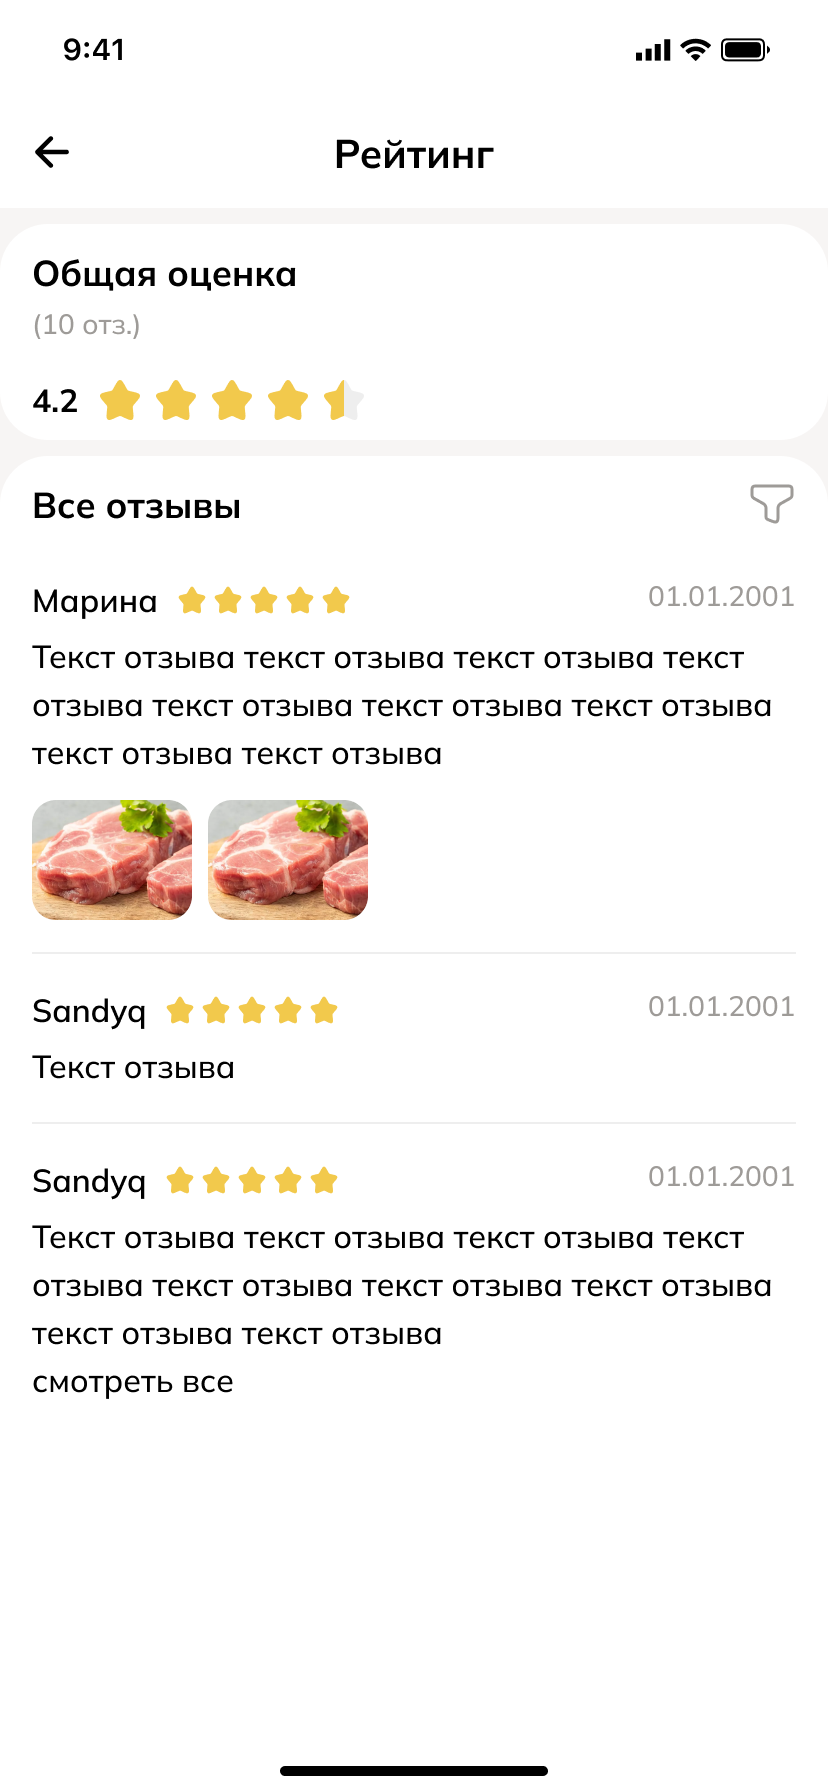 9:41
Рейтинг
Общая оценка
(10 отз.)
4.2
Все отзывы
Марина 01.01.2001
Текст отзыва текст отзыва текст отзыва текст
отзыва текст отзыва текст отзыва текст отзыва
текст отзыва текст отзыва
Sandyq 01.01.2001
Текст отзыва
Sandyq 01.01.2001
Текст отзыва текст отзыва текст отзыва текст
отзыва текст отзыва текст отзыва текст отзыва
текст отзыва текст отзыва
смотреть все